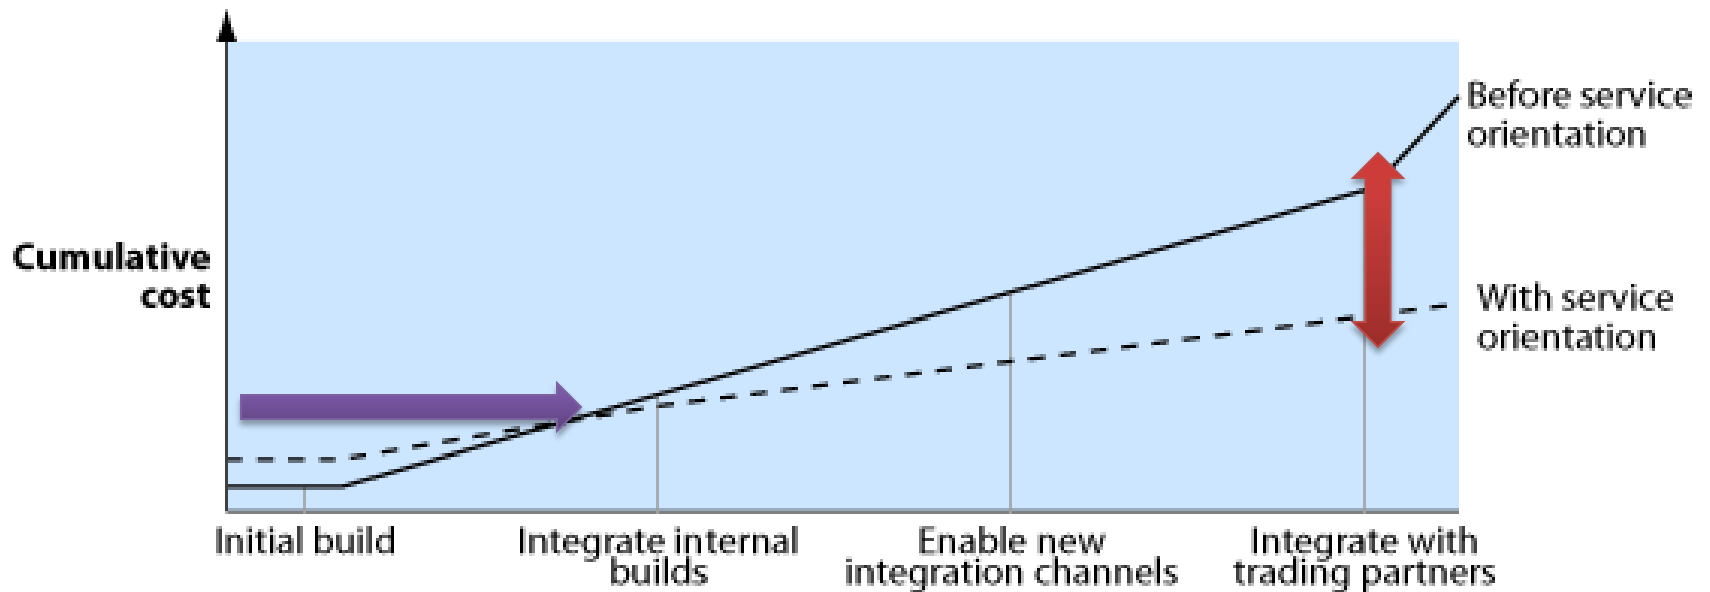 Before service
orientation
Cumulative
cost
With service
orientation
Initial build
Integrate internal
builds
Enable new
integration channels
Integrate with
trading partners